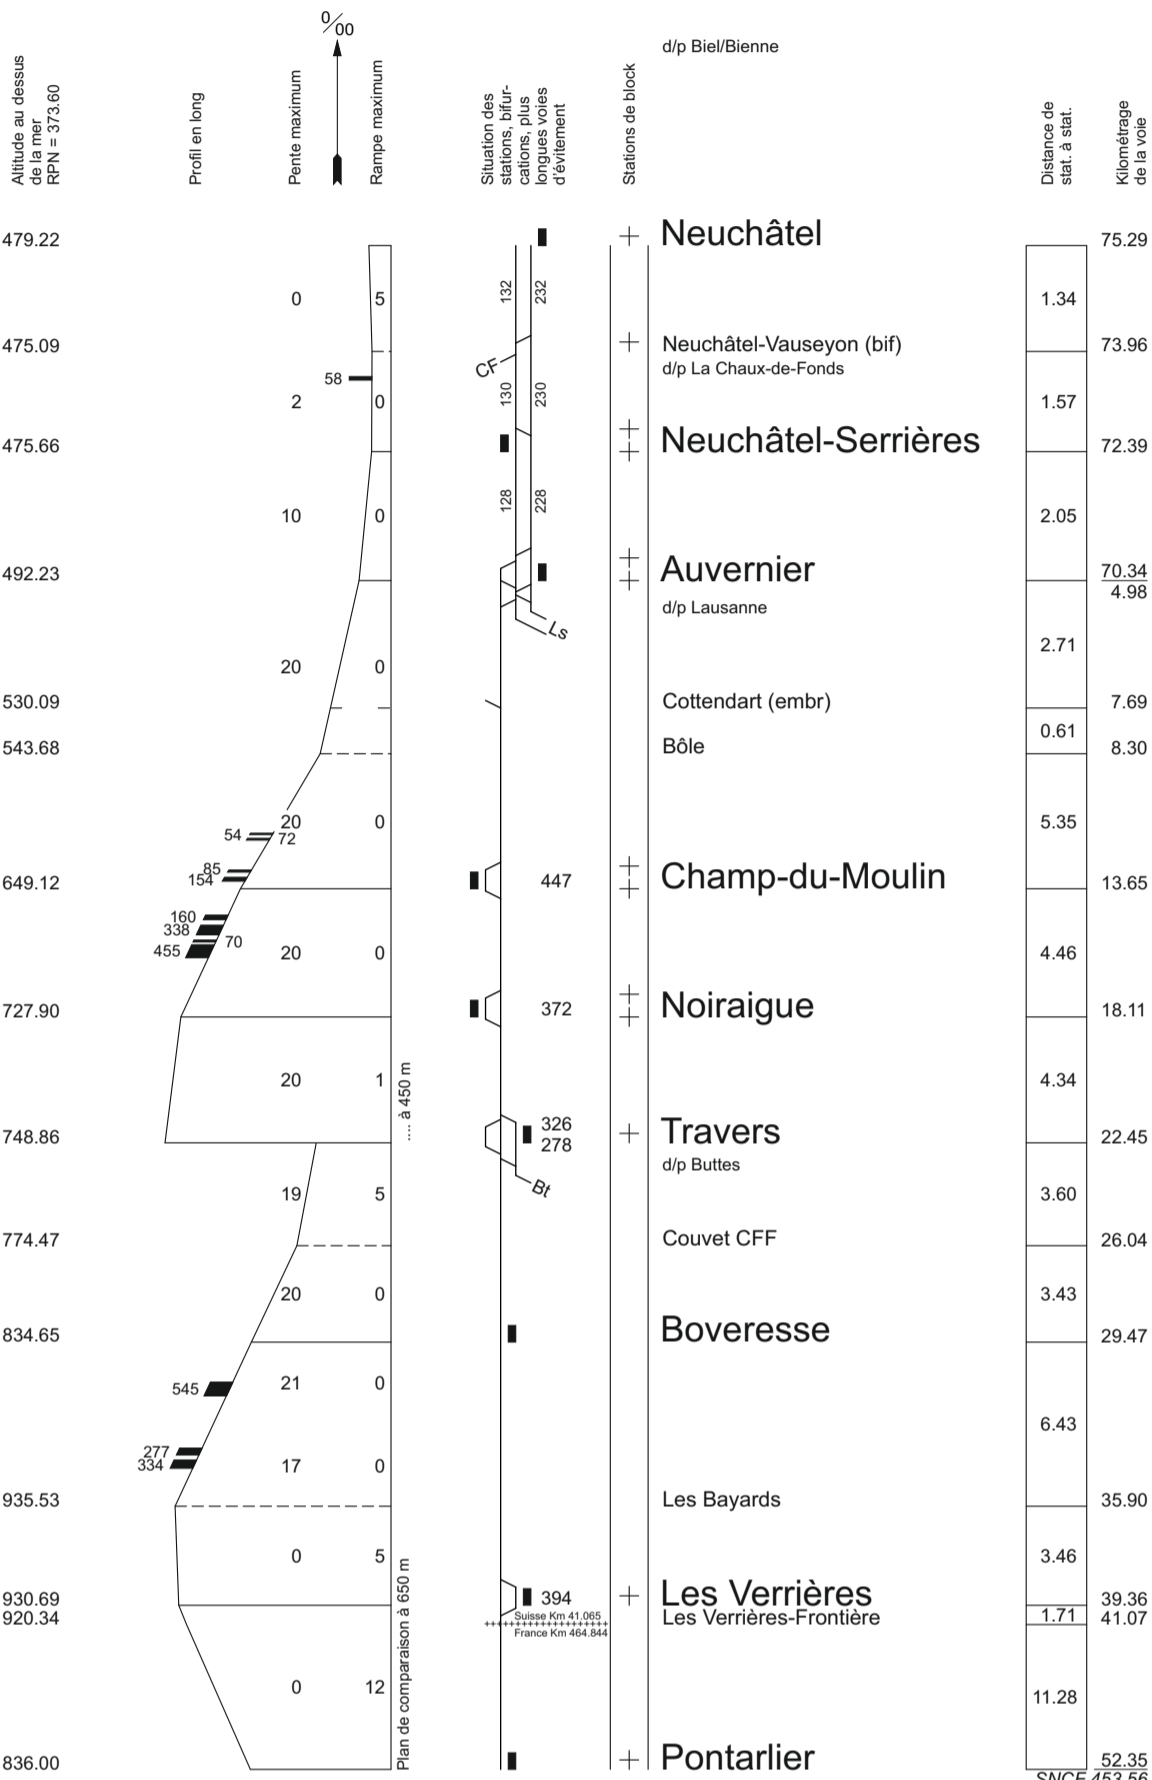 0/00
d/p Biel/Bienne
Altitude au dessus
de la mer
RPN = 373.60
Profil en long
Pente maximum
Rampe maximum
Situation des
stations, bifur-
cations, plus
longues voies
d'évitement
Stations de block
Distance de
stat. à stat.
Kilométrage
de la voie
479.22 Neuchâtel 75.29
0 5 132 232 1.34
475.09 Neuchâtel-Vauseyon (bif) 73.96
CF d/p La Chaux-de-Fonds
58
2 0 130 230 1.57
475.66 Neuchâtel-Serrières 72.39
10 0 128 228 2.05
492.23 Auvernier 70.34
4.98
d/p Lausanne
Ls
20 0 2.71
530.09 Cottendart (embr) 7.69
0.61
543.68 Bôle 8.30
20 0 5.35
54 72
85
154
649.12 447 Champ-du-Moulin 13.65
160
338
70
455 20 0 4.46
727.90 372 Noiraigue 18.11
20 1 4.34
.... à 450 m
326
748.86 278 Travers 22.45
d/p Buttes
Bt
19 5 3.60
774.47 Couvet CFF 26.04
20 0 3.43
834.65 Boveresse 29.47
545 21 0
6.43
277
334 17 0
935.53 Les Bayards 35.90
0 5 3.46
930.69 394 Les Verrières 39.36
920.34 Suisse Km 41.065 Les Verrières-Frontière 1.71 41.07
France Km 464.844
0 12 11.28
Plan de comparaison à 650 m
836.00 Pontarlier 52.35
SNCF 453.56